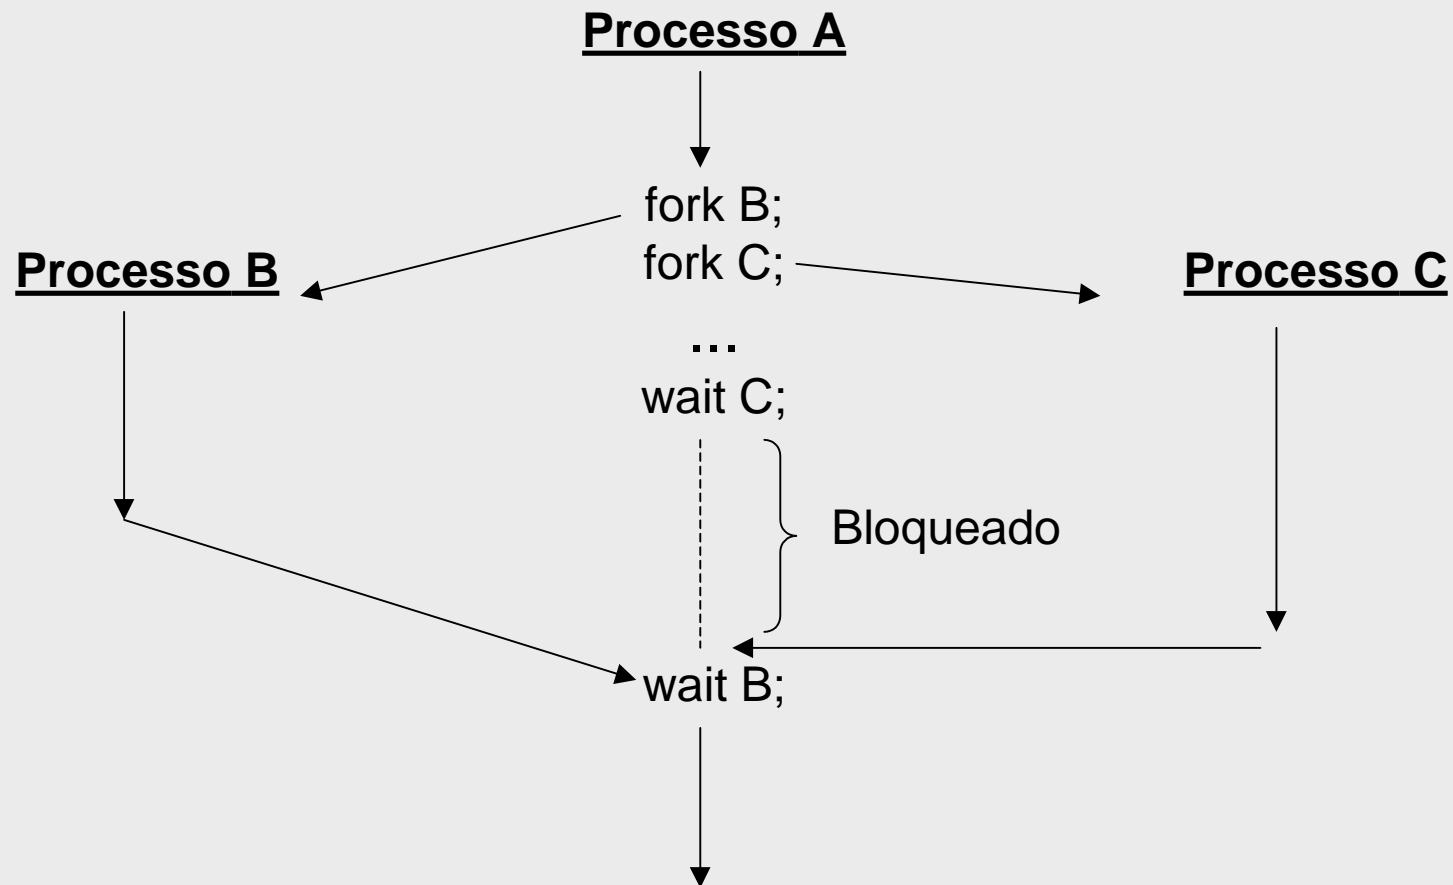 Processo A
fork B;
fork C;
Processo B
Processo C
...
wait C;
Bloqueado
wait B;